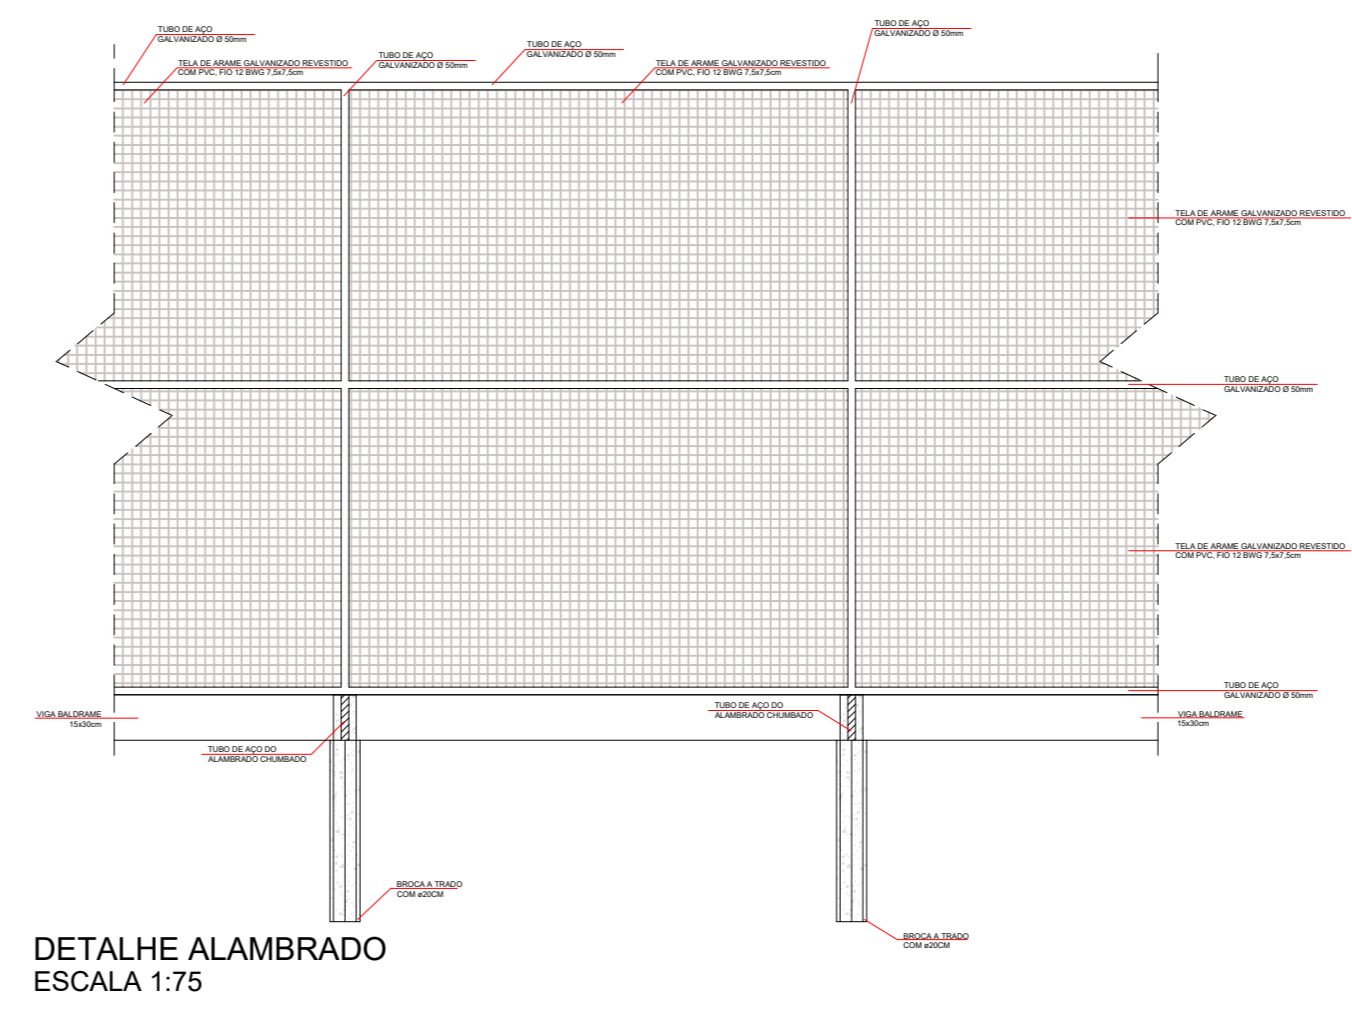 TUBO DE AÇO
GALVANIZADO Ø 50mm
TUBO DE AÇO
GALVANIZADO Ø 50mm
TUBO DE AÇO
GALVANIZADO Ø 50mm
TUBO DE AÇO
GALVANIZADO Ø 50mm
TELA DE ARAME GALVANIZADO REVESTIDO
COM PVC, FIO 12 BWG 7,5x7,5cm
TELA DE ARAME GALVANIZADO REVESTIDO
COM PVC, FIO 12 BWG 7,5x7,5cm
TELA DE ARAME GALVANIZADO REVESTIDO
COM PVC, FIO 12 BWG 7,5x7,5cm
TUBO DE AÇO
GALVANIZADO Ø 50mm
TELA DE ARAME GALVANIZADO REVESTIDO
COM PVC, FIO 12 BWG 7,5x7,5cm
TUBO DE AÇO
GALVANIZADO Ø 50mm
VIGA BALDRAME
15x30cm
TUBO DE AÇO DO
ALAMBRADO CHUMBADO
VIGA BALDRAME
15x30cm
TUBO DE AÇO DO
ALAMBRADO CHUMBADO
BROCA A TRADO
COM ø20CM
BROCA A TRADO
COM ø20CM
DETALHE ALAMBRADO
ESCALA 1:75